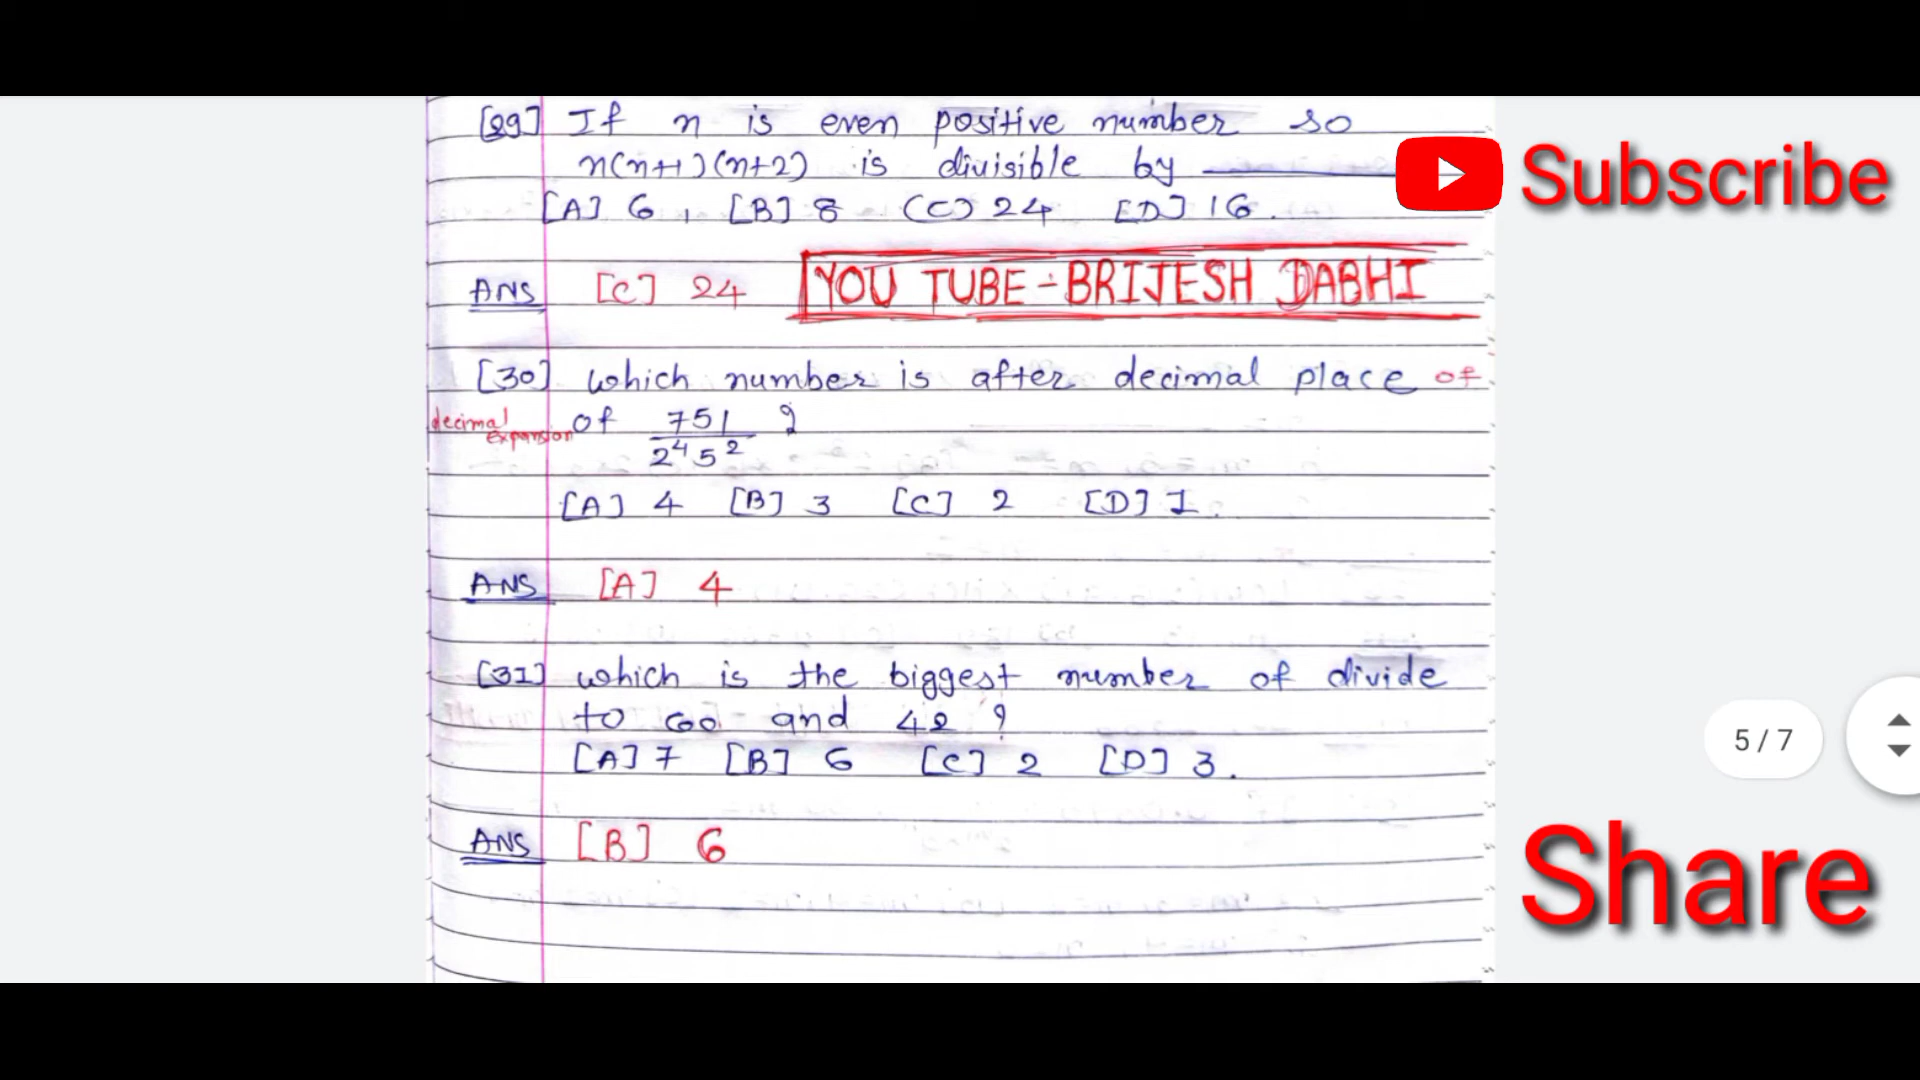 [29] If n is even positive number so
n(n+1)(n+2) is divisible by ______
[A] 6, [B] 8 (C) 24 [D] 16.
ANS [C] 24 YOU TUBE - BRIJESH DABHI
[30] which number is after decimal place of
decimal expansion of 751 ?
2⁴5²
[A] 4 [B] 3 [C] 2 [D] 1.
ANS [A] 4
[31] which is the biggest number of divide
to 60 and 42 ?
[A] 7 [B] 6 [C] 2 [D] 3.
ANS [B] 6
Subscribe
5 / 7
Share